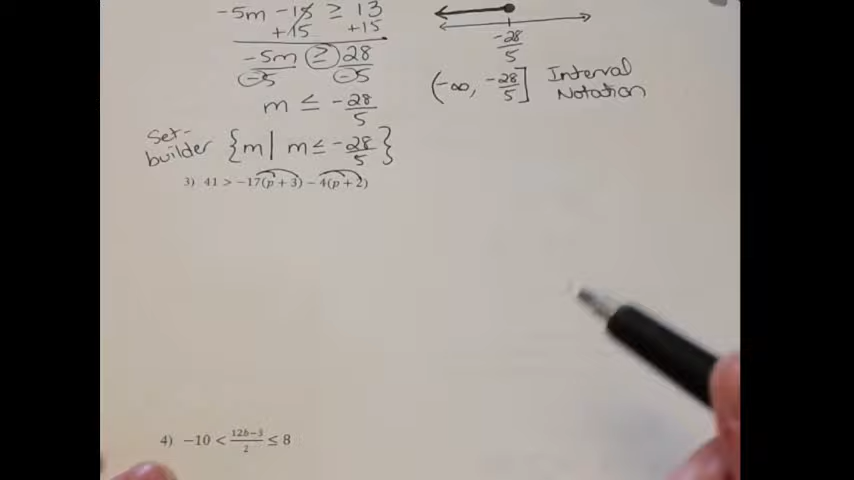 -5m - 15 ≥ 13
+15 +15
-5m ≥ 28
-5 -5
m ≤ -28/5
Set-builder {m | m ≤ -28/5}
-28/5
(-∞, -28/5] Interval Notation
3) 41 > −17(p + 3) − 4(p + 2)
4) −10 < (12b−3)/2 ≤ 8